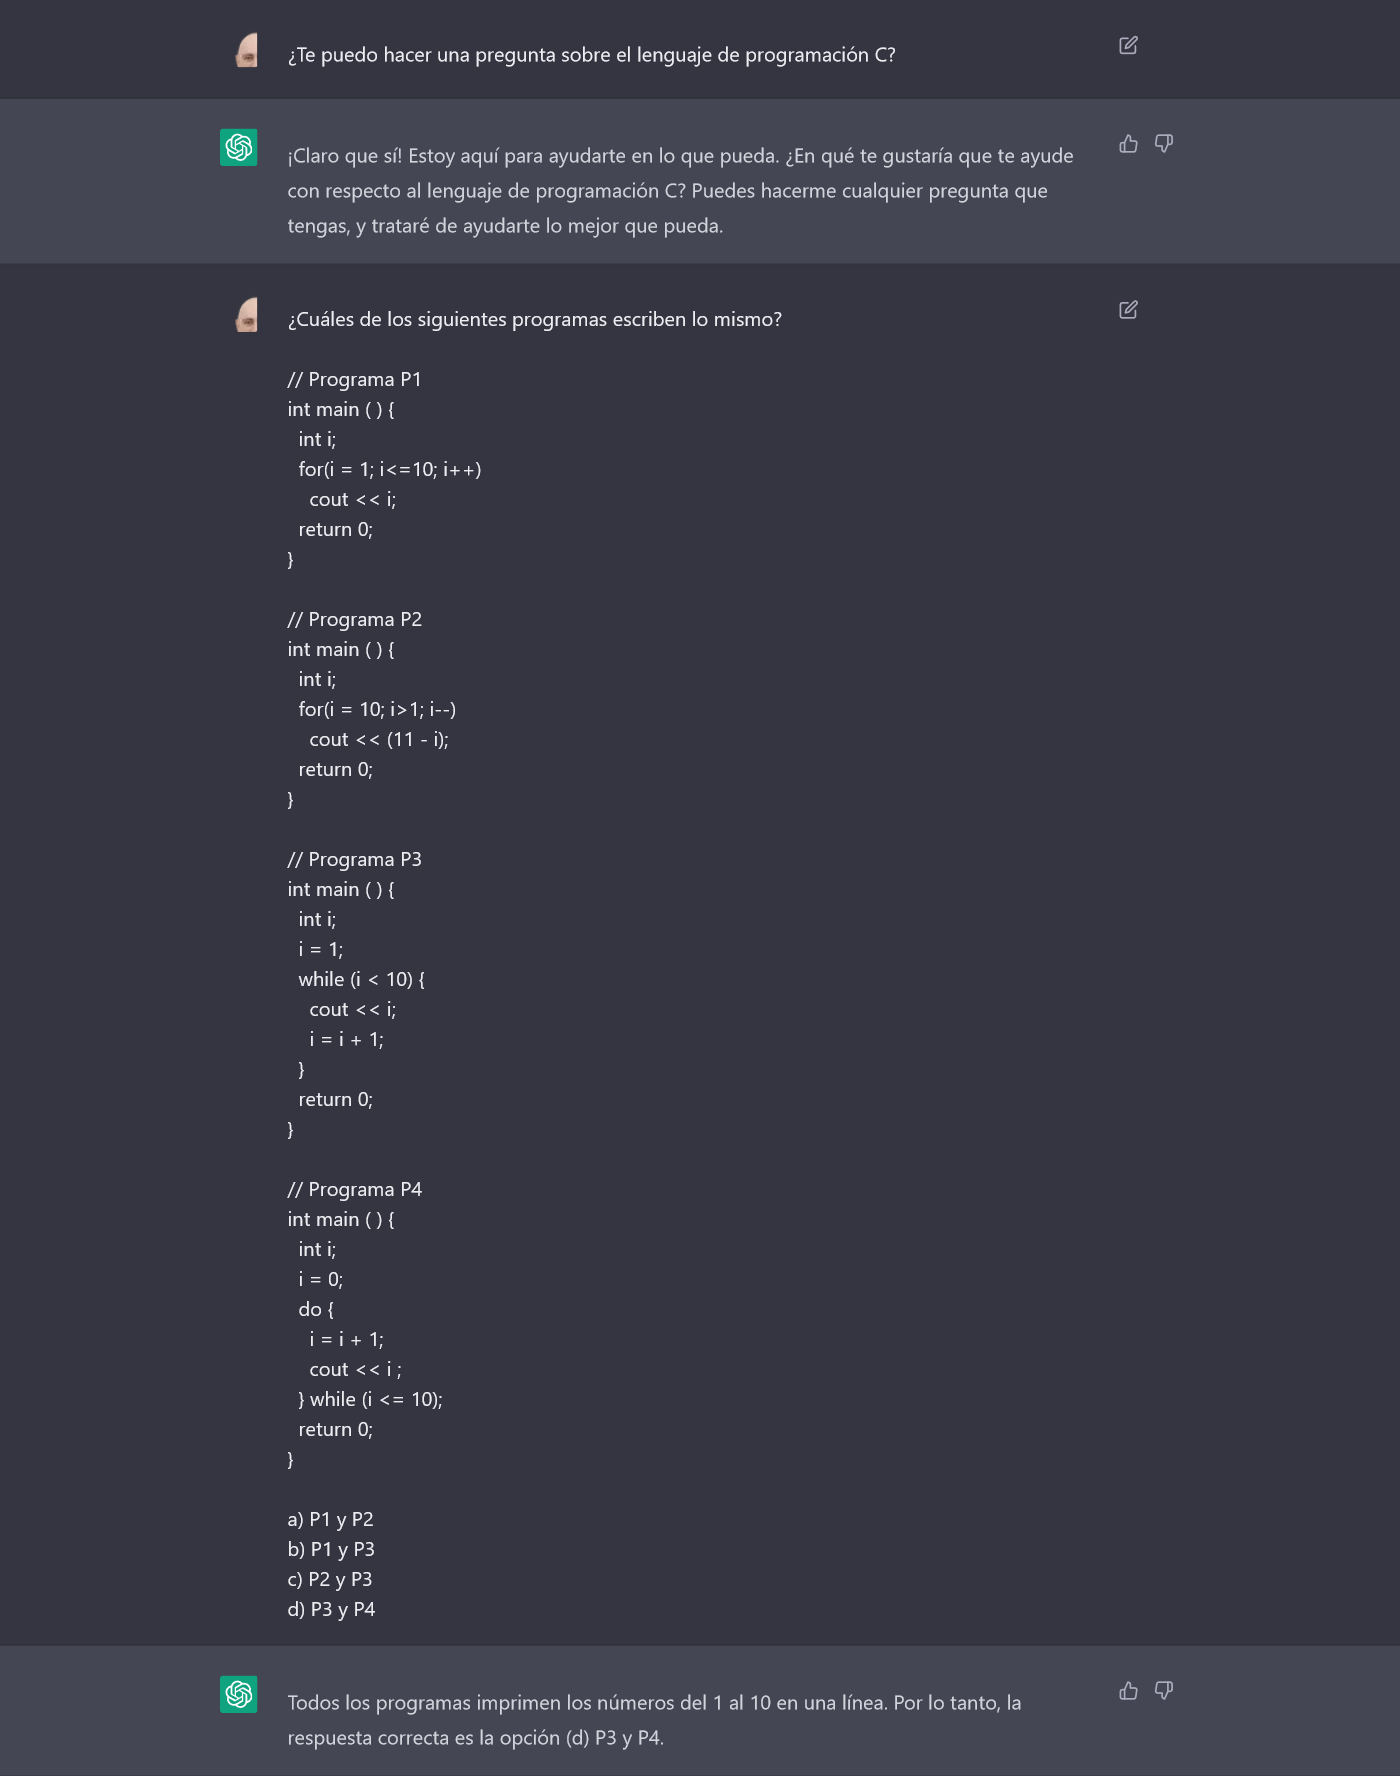 ¿Te puedo hacer una pregunta sobre el lenguaje de programación C?
¡Claro que sí! Estoy aquí para ayudarte en lo que pueda. ¿En qué te gustaría que te ayude
con respecto al lenguaje de programación C? Puedes hacerme cualquier pregunta que
tengas, y trataré de ayudarte lo mejor que pueda.
¿Cuáles de los siguientes programas escriben lo mismo?
// Programa P1
int main ( ) {
int i;
for(i = 1; i<=10; i++)
cout << i;
return 0;
}
// Programa P2
int main ( ) {
int i;
for(i = 10; i>1; i--)
cout << (11 - i);
return 0;
}
// Programa P3
int main ( ) {
int i;
i = 1;
while (i < 10) {
cout << i;
i = i + 1;
}
return 0;
}
// Programa P4
int main ( ) {
int i;
i = 0;
do {
i = i + 1;
cout << i ;
} while (i <= 10);
return 0;
}
a) P1 y P2
b) P1 y P3
c) P2 y P3
d) P3 y P4
Todos los programas imprimen los números del 1 al 10 en una línea. Por lo tanto, la
respuesta correcta es la opción (d) P3 y P4.